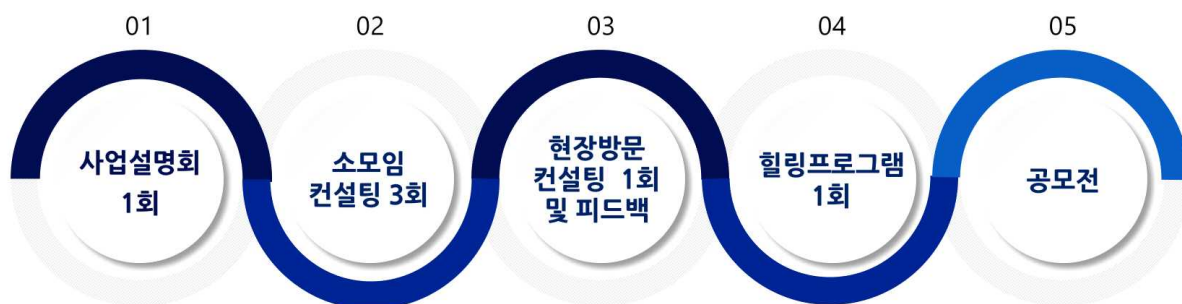 01
사업설명회
1회
02
소모임
컨설팅 3회
03
현장방문
컨설팅 1회
및 피드백
04
힐링프로그램
1회
05
공모전